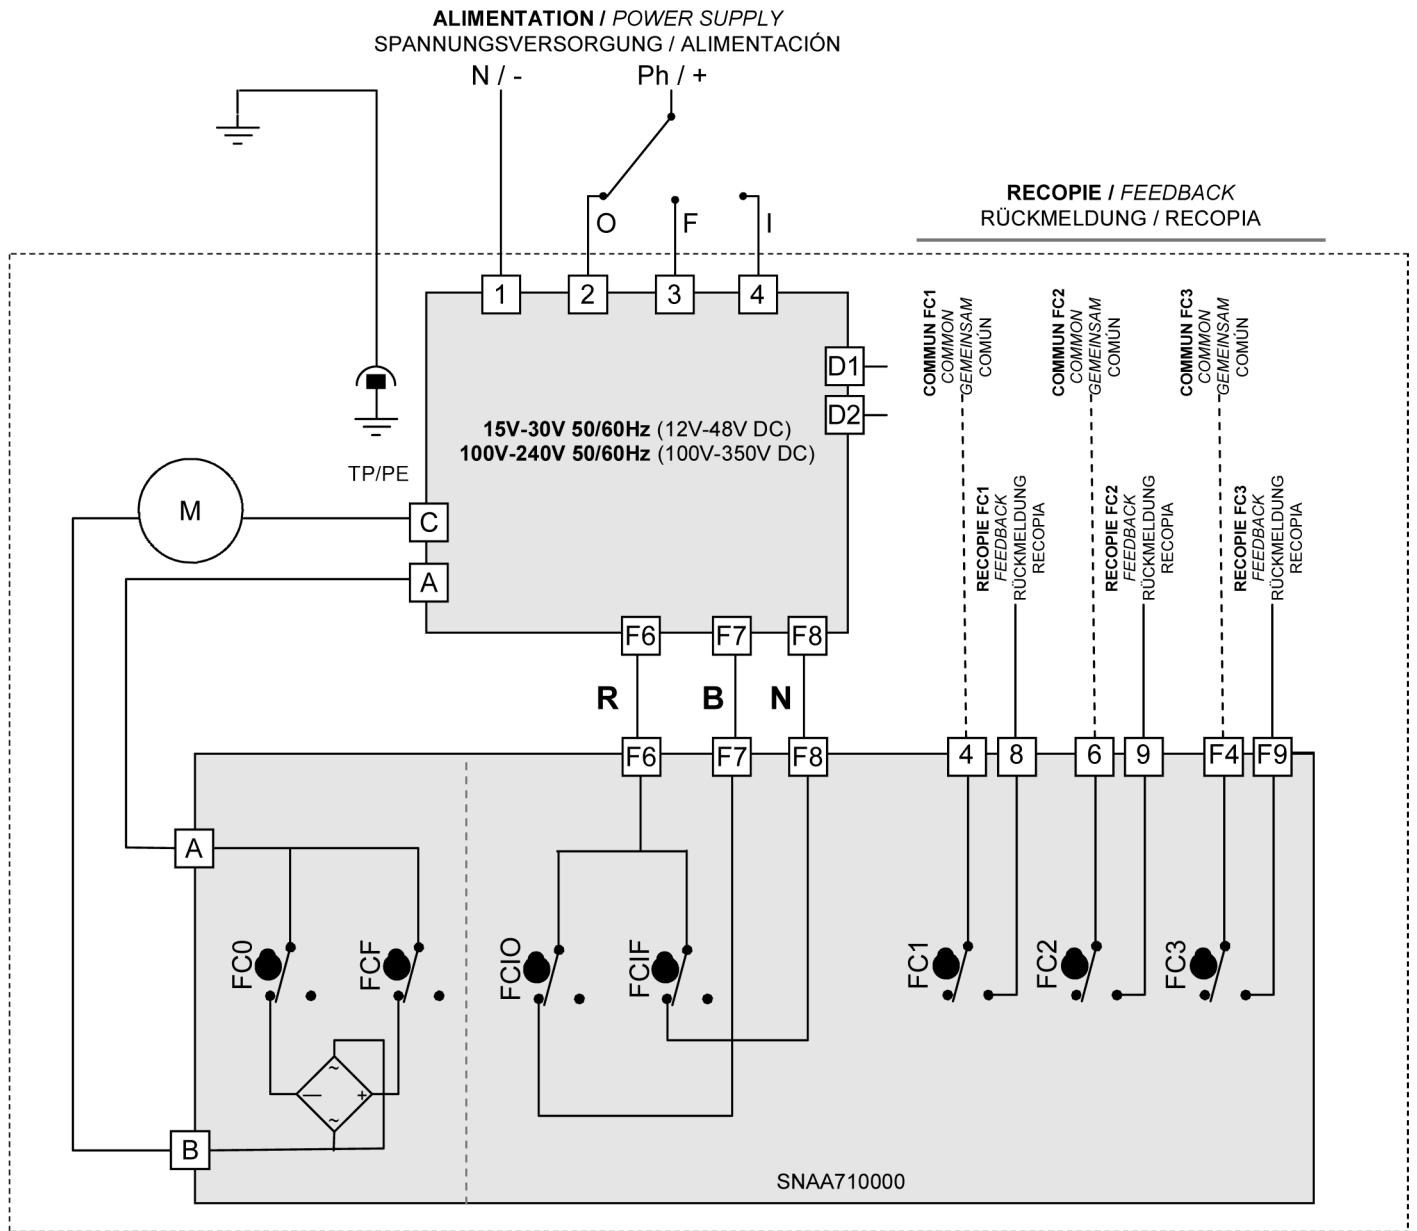 ALIMENTATION / POWER SUPPLY
SPANNUNGSVERSORGUNG / ALIMENTACIÓN
N / -
Ph / +
RECOPIE / FEEDBACK
RÜCKMELDUNG / RECOPIA
O
F
I
1
2
3
4
D1
D2
COMMUN FC1
COMMON
GEMEINSAM
COMÚN
COMMUN FC2
COMMON
GEMEINSAM
COMÚN
COMMUN FC3
COMMON
GEMEINSAM
COMÚN
15V-30V 50/60Hz (12V-48V DC)
100V-240V 50/60Hz (100V-350V DC)
TP/PE
M
C
A
RECOPIE FC1
FEEDBACK
RÜCKMELDUNG
RECOPIA
RECOPIE FC2
FEEDBACK
RÜCKMELDUNG
RECOPIA
RECOPIE FC3
FEEDBACK
RÜCKMELDUNG
RECOPIA
F6
F7
F8
R
B
N
F6
F7
F8
4
8
6
9
F4
F9
A
FC0
FCF
FCIO
FCIF
FC1
FC2
FC3
~
—
+
~
B
SNAA710000